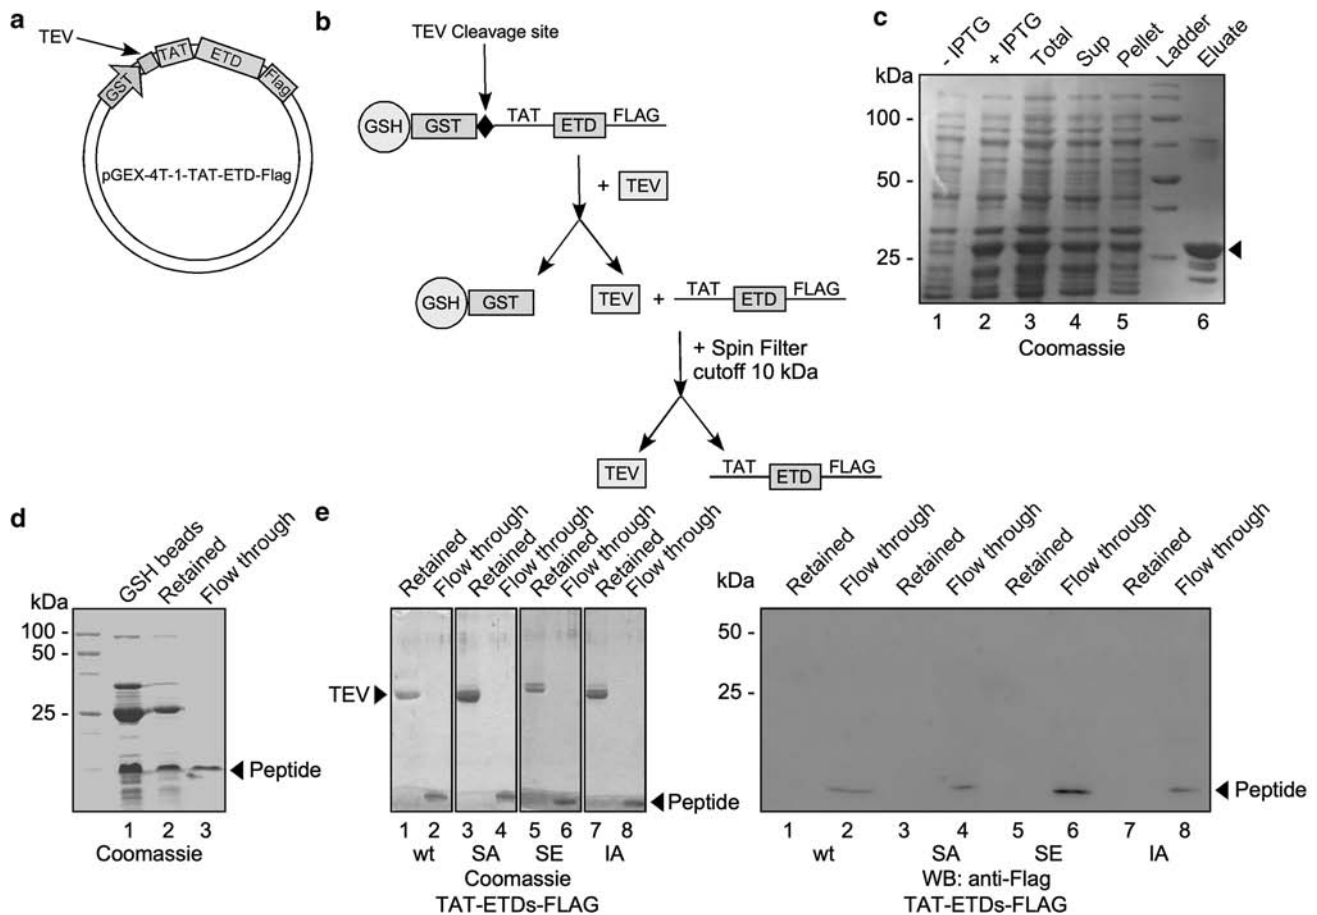 a
TEV
GST
TAT
ETD
Flag
pGEX-4T-1-TAT-ETD-Flag
b
TEV Cleavage site
GSH GST TAT ETD FLAG
+ TEV
GSH GST TEV + TAT ETD FLAG
+ Spin Filter
cutoff 10 kDa
TEV TAT ETD FLAG
c
- IPTG + IPTG Total Sup Pellet Ladder Eluate
kDa
100 -
50 -
25 -
1 2 3 4 5 6
Coomassie
d
GSH beads Retained Flow through
kDa
100 -
50 -
25 -
Peptide
1 2 3
Coomassie
e
Retained Flow through Retained Flow through Retained Flow through Retained Flow through
TEV
Peptide
1 2 3 4 5 6 7 8
wt SA SE IA
Coomassie
TAT-ETDs-FLAG
Retained Flow through Retained Flow through Retained Flow through Retained Flow through
kDa
50 -
25 -
Peptide
1 2 3 4 5 6 7 8
wt SA SE IA
WB: anti-Flag
TAT-ETDs-FLAG